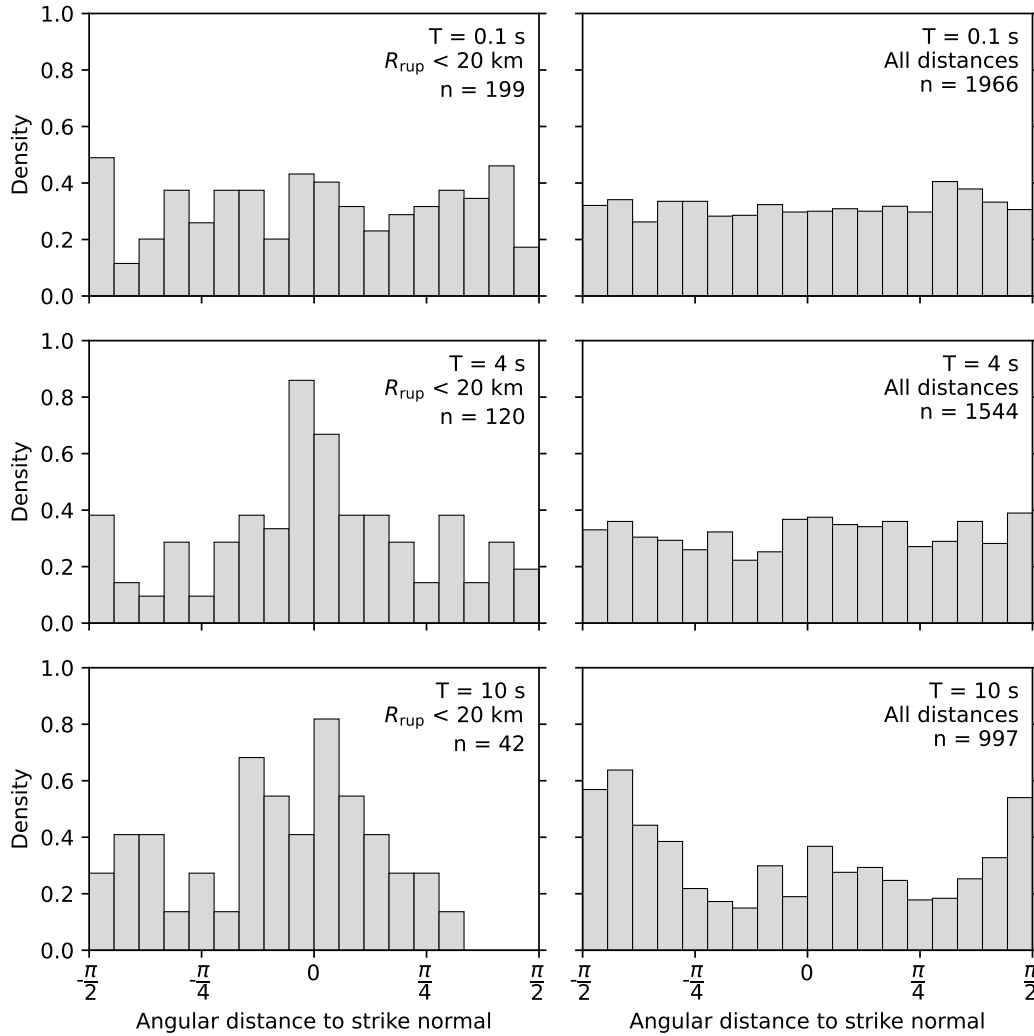 1.0
0.8
0.6
0.4
0.2
0.0
Density
T = 0.1 s
Rrup < 20 km
n = 199
T = 0.1 s
All distances
n = 1966
1.0
0.8
0.6
0.4
0.2
0.0
Density
T = 4 s
Rrup < 20 km
n = 120
T = 4 s
All distances
n = 1544
1.0
0.8
0.6
0.4
0.2
0.0
Density
T = 10 s
Rrup < 20 km
n = 42
T = 10 s
All distances
n = 997
-π/2 -π/4 0 π/4 π/2
Angular distance to strike normal
-π/2 -π/4 0 π/4 π/2
Angular distance to strike normal